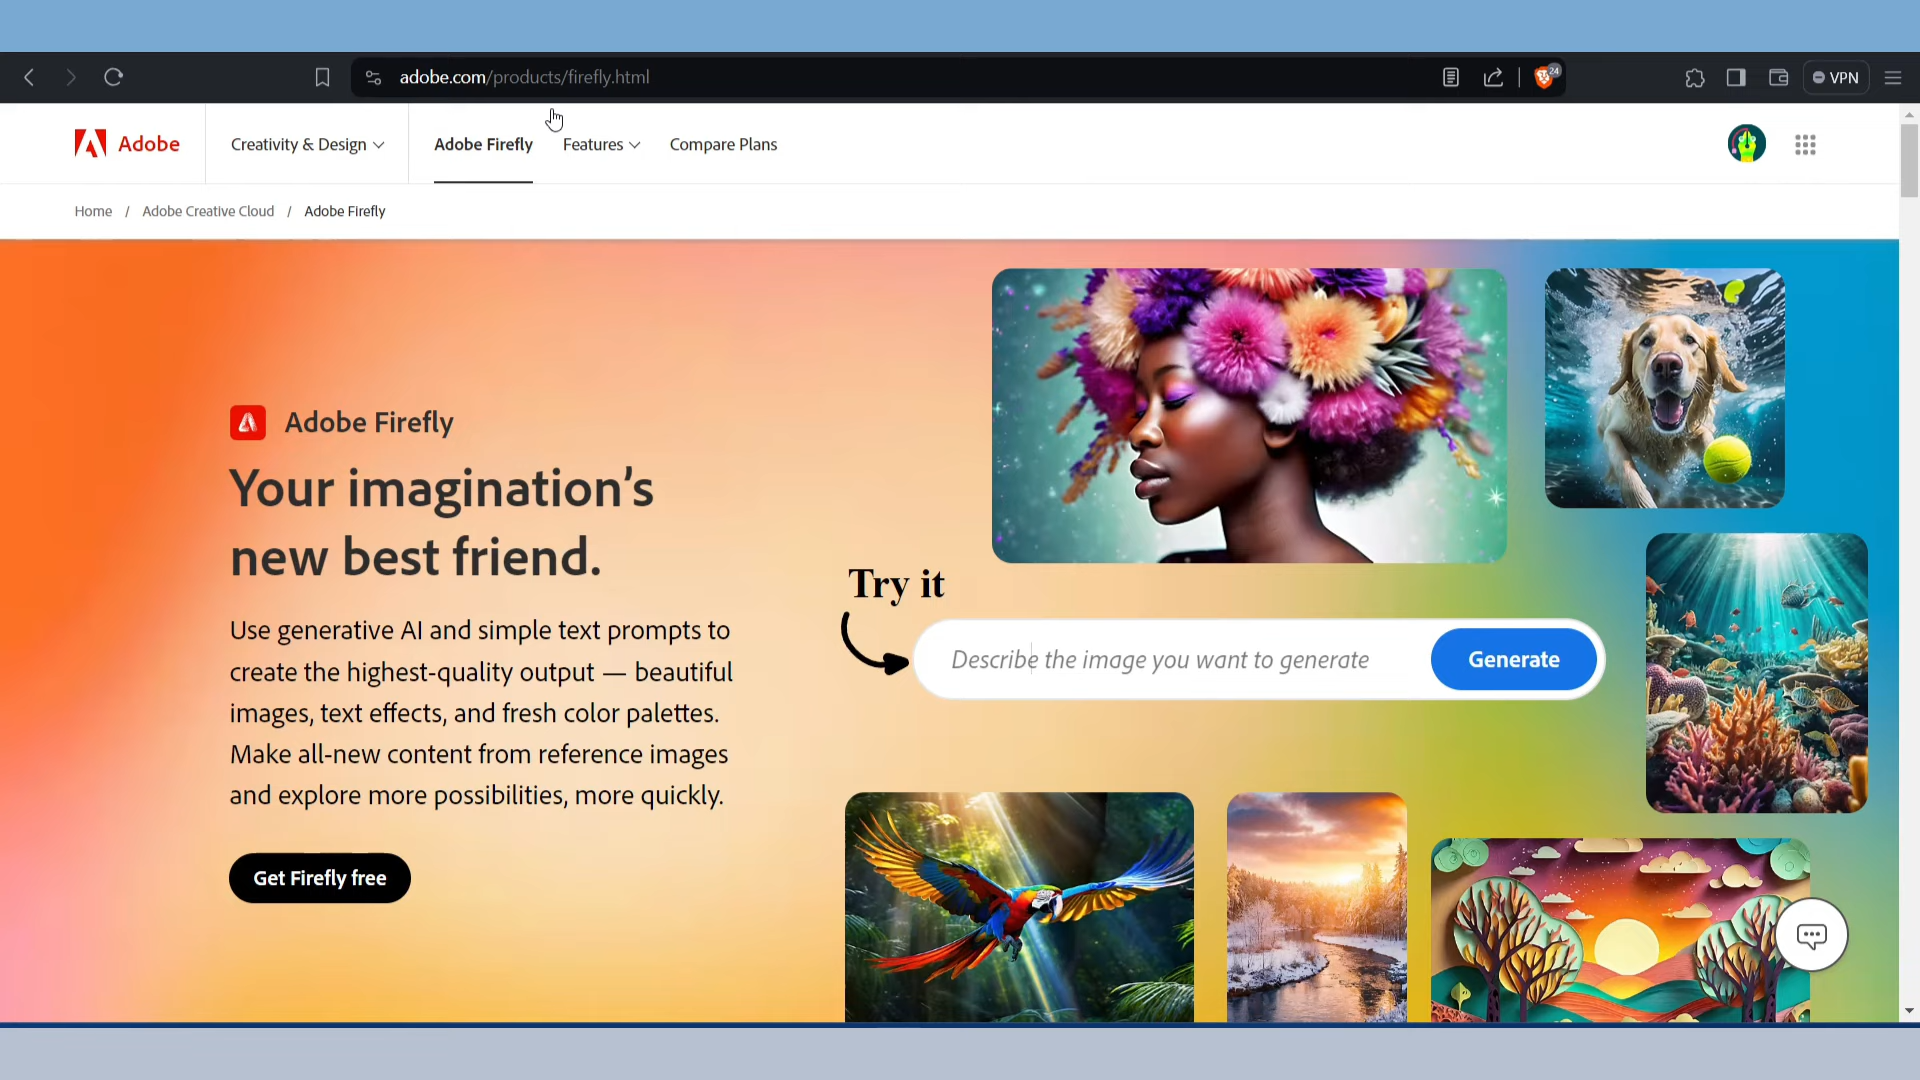 adobe.com/products/firefly.html
24
VPN
Adobe
Creativity & Design
Adobe Firefly
Features
Compare Plans
Home / Adobe Creative Cloud / Adobe Firefly
Adobe Firefly
Your imagination’s
new best friend.
Use generative AI and simple text prompts to
create the highest-quality output — beautiful
images, text effects, and fresh color palettes.
Make all-new content from reference images
and explore more possibilities, more quickly.
Get Firefly free
Try it
Describe the image you want to generate
Generate